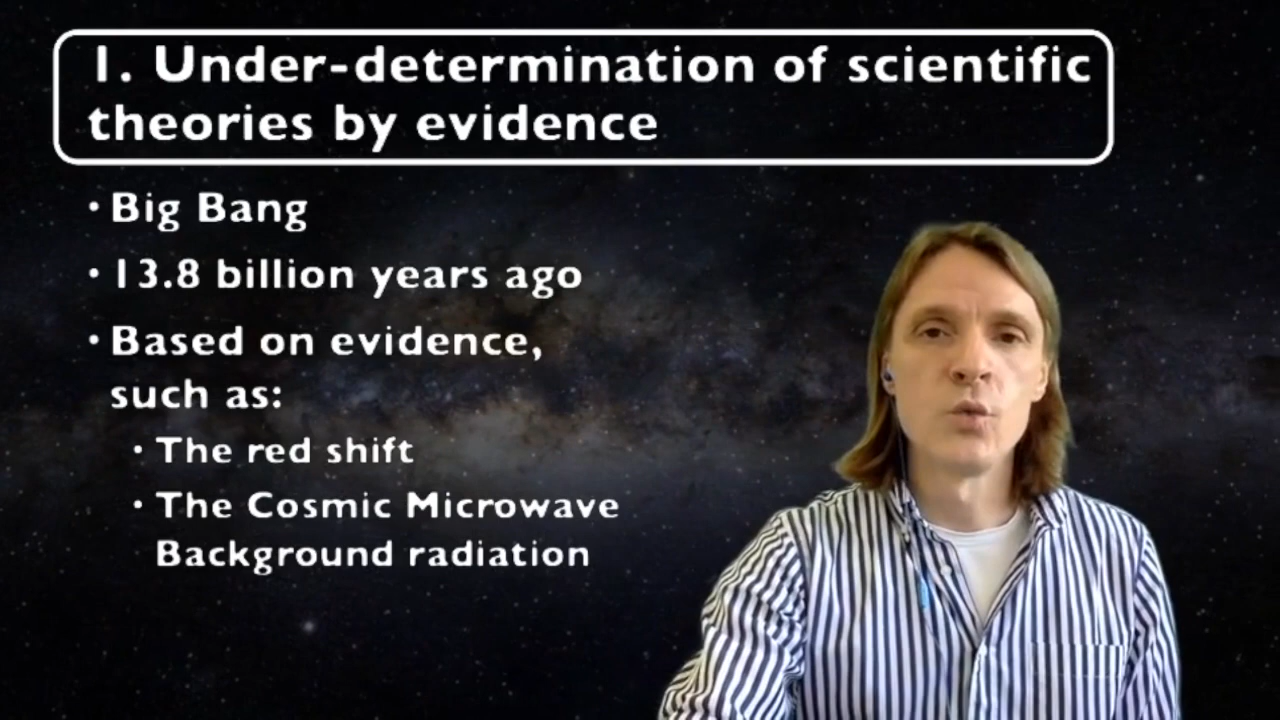 1. Under-determination of scientific
theories by evidence
• Big Bang
• 13.8 billion years ago
• Based on evidence,
such as:
• The red shift
• The Cosmic Microwave
Background radiation